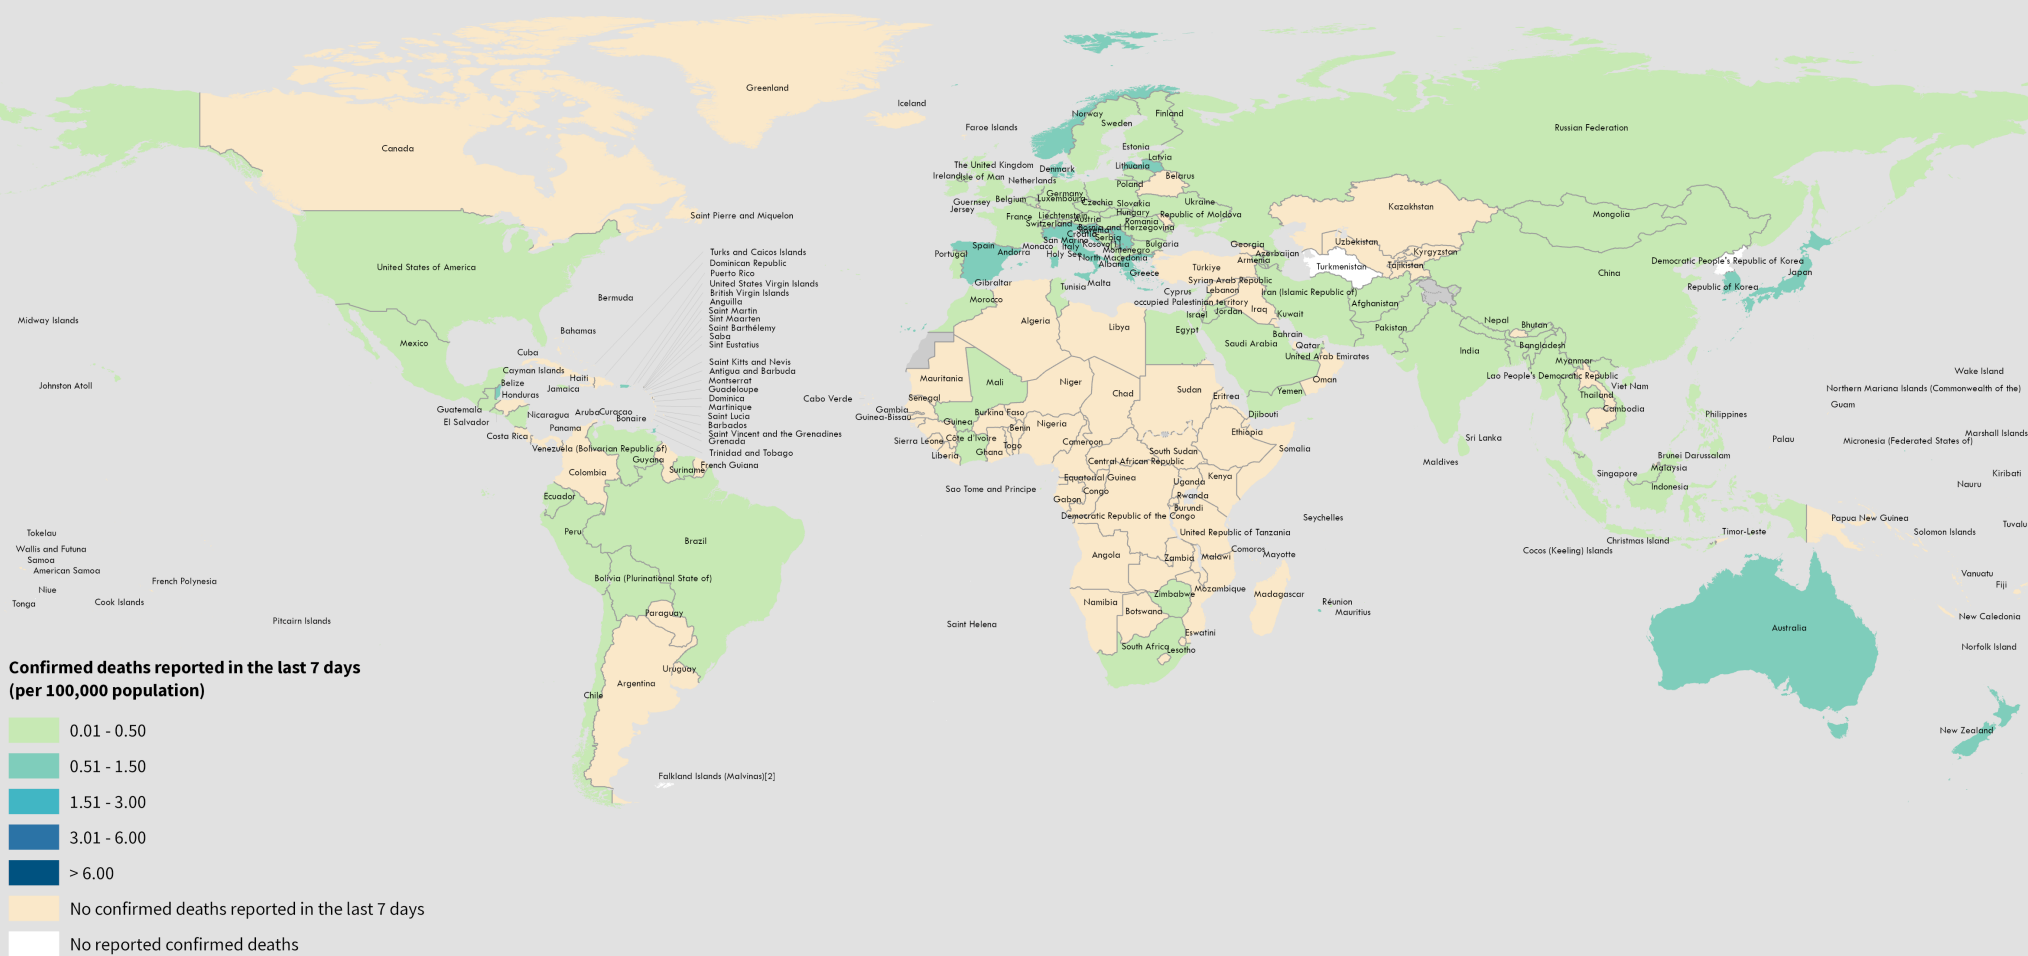 Greenland
Iceland
Canada
Faroe Islands
Norway
Sweden
Finland
Russian Federation
Estonia
Latvia
Lithuania
The United Kingdom
Denmark
Ireland
Isle of Man
Netherlands
Belarus
Poland
Germany
Guernsey
Belgium
Luxembourg
Czechia
Slovakia
Ukraine
Jersey
France
Liechtenstein
Austria
Hungary
Republic of Moldova
Switzerland
Romania
Bosnia and Herzegovina
Croatia
Serbia
San Marino
Monaco
Italy
Kosovo[1]
Bulgaria
Spain
Andorra
Holy See
Montenegro
North Macedonia
Albania
Portugal
Greece
Gibraltar
Malta
Tunisia
Kazakhstan
Mongolia
Saint Pierre and Miquelon
United States of America
Georgia
Azerbaijan
Armenia
Uzbekistan
Kyrgyzstan
Turkmenistan
Tajikistan
China
Democratic People's Republic of Korea
Japan
Republic of Korea
Türkiye
Syrian Arab Republic
Cyprus
Lebanon
Iran (Islamic Republic of)
Afghanistan
occupied Palestinian territory
Israel
Jordan
Iraq
Kuwait
Morocco
Algeria
Libya
Egypt
Pakistan
Nepal
Bhutan
Bahrain
Saudi Arabia
Qatar
United Arab Emirates
India
Bangladesh
Myanmar
Midway Islands
Bermuda
Turks and Caicos Islands
Dominican Republic
Puerto Rico
United States Virgin Islands
British Virgin Islands
Anguilla
Saint Martin
Sint Maarten
Saint Barthélemy
Saba
Sint Eustatius
Saint Kitts and Nevis
Antigua and Barbuda
Montserrat
Guadeloupe
Dominica
Martinique
Saint Lucia
Barbados
Saint Vincent and the Grenadines
Grenada
Trinidad and Tobago
French Guiana
Mexico
Bahamas
Cuba
Cayman Islands
Haiti
Belize
Jamaica
Honduras
Johnston Atoll
Guatemala
Nicaragua
Aruba
Curaçao
Bonaire
El Salvador
Panama
Costa Rica
Venezuela (Bolivarian Republic of)
Guyana
Colombia
Suriname
Ecuador
Peru
Brazil
Bolivia (Plurinational State of)
Paraguay
Uruguay
Argentina
Chile
Falkland Islands (Malvinas)[2]
Cabo Verde
Mauritania
Mali
Niger
Chad
Sudan
Eritrea
Oman
Yemen
Senegal
Gambia
Guinea-Bissau
Guinea
Burkina Faso
Djibouti
Benin
Nigeria
Sierra Leone
Côte d'Ivoire
Togo
Ghana
Liberia
Cameroon
Ethiopia
South Sudan
Somalia
Central African Republic
Equatorial Guinea
Uganda
Kenya
Sao Tome and Principe
Congo
Gabon
Rwanda
Burundi
Democratic Republic of the Congo
Seychelles
United Republic of Tanzania
Angola
Zambia
Malawi
Comoros
Mayotte
Mozambique
Zimbabwe
Madagascar
Namibia
Botswana
Réunion
Mauritius
Saint Helena
Eswatini
South Africa
Lesotho
Lao People's Democratic Republic
Viet Nam
Thailand
Cambodia
Philippines
Sri Lanka
Maldives
Brunei Darussalam
Malaysia
Singapore
Indonesia
Palau
Wake Island
Northern Mariana Islands (Commonwealth of the)
Guam
Marshall Islands
Micronesia (Federated States of)
Kiribati
Nauru
Papua New Guinea
Tuvalu
Solomon Islands
Timor-Leste
Christmas Island
Cocos (Keeling) Islands
Vanuatu
Fiji
New Caledonia
Australia
Norfolk Island
New Zealand
Tokelau
Wallis and Futuna
Samoa
American Samoa
French Polynesia
Niue
Cook Islands
Tonga
Pitcairn Islands
Confirmed deaths reported in the last 7 days
(per 100,000 population)
0.01 - 0.50
0.51 - 1.50
1.51 - 3.00
3.01 - 6.00
> 6.00
No confirmed deaths reported in the last 7 days
No reported confirmed deaths